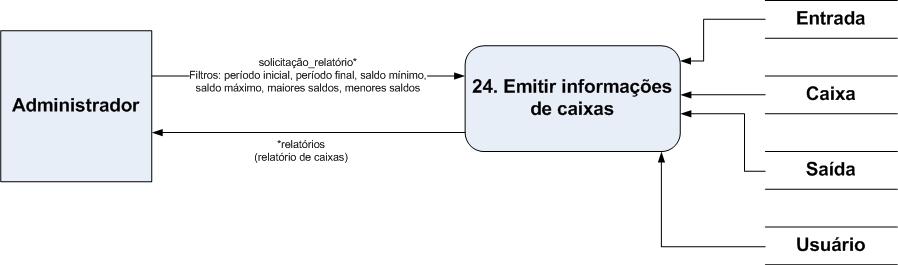 Administrador
solicitação_relatório*
Filtros: período inicial, período final, saldo mínimo,
saldo máximo, maiores saldos, menores saldos
*relatórios
(relatório de caixas)
24. Emitir informações
de caixas
Entrada
Caixa
Saída
Usuário